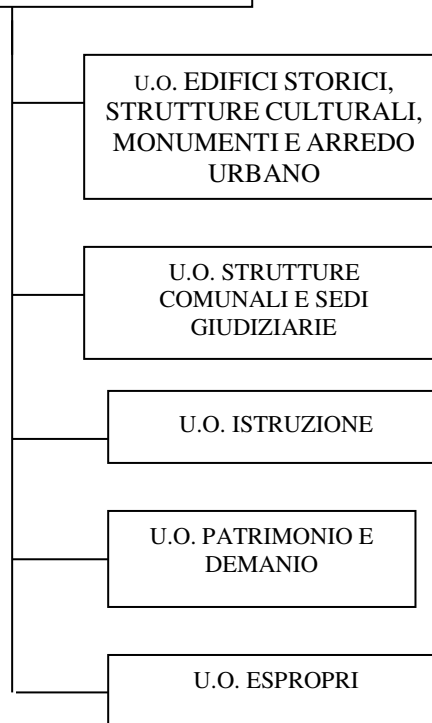 U.O. EDIFICI STORICI,
STRUTTURE CULTURALI,
MONUMENTI E ARREDO
URBANO
U.O. STRUTTURE
COMUNALI E SEDI
GIUDIZIARIE
U.O. ISTRUZIONE
U.O. PATRIMONIO E
DEMANIO
U.O. ESPROPRI